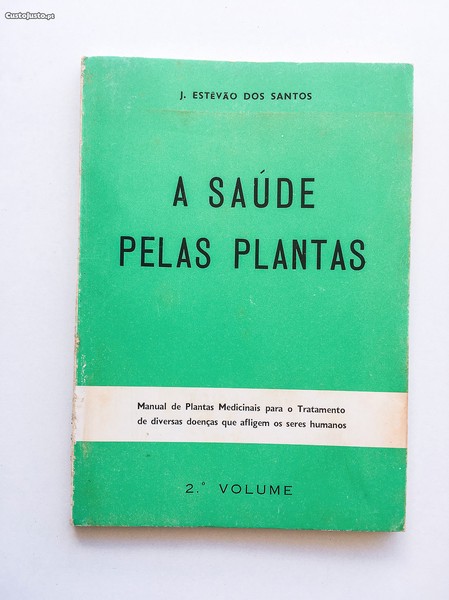 CustoJusto.pt
J. ESTÊVÃO DOS SANTOS
A SAÚDE
PELAS PLANTAS
Manual de Plantas Medicinais para o Tratamento
de diversas doenças que afligem os seres humanos
2.º VOLUME